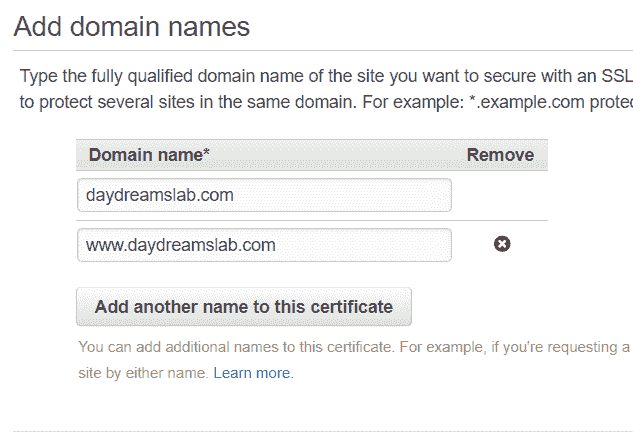 Add domain names
Type the fully qualified domain name of the site you want to secure with an SSL
to protect several sites in the same domain. For example: *.example.com
Domain name* Remove
daydreamslab.com
www.daydreamslab.com
Add another name to this certificate
You can add additional names to this certificate. For example, if you're requesting a
site by either name. Learn more.